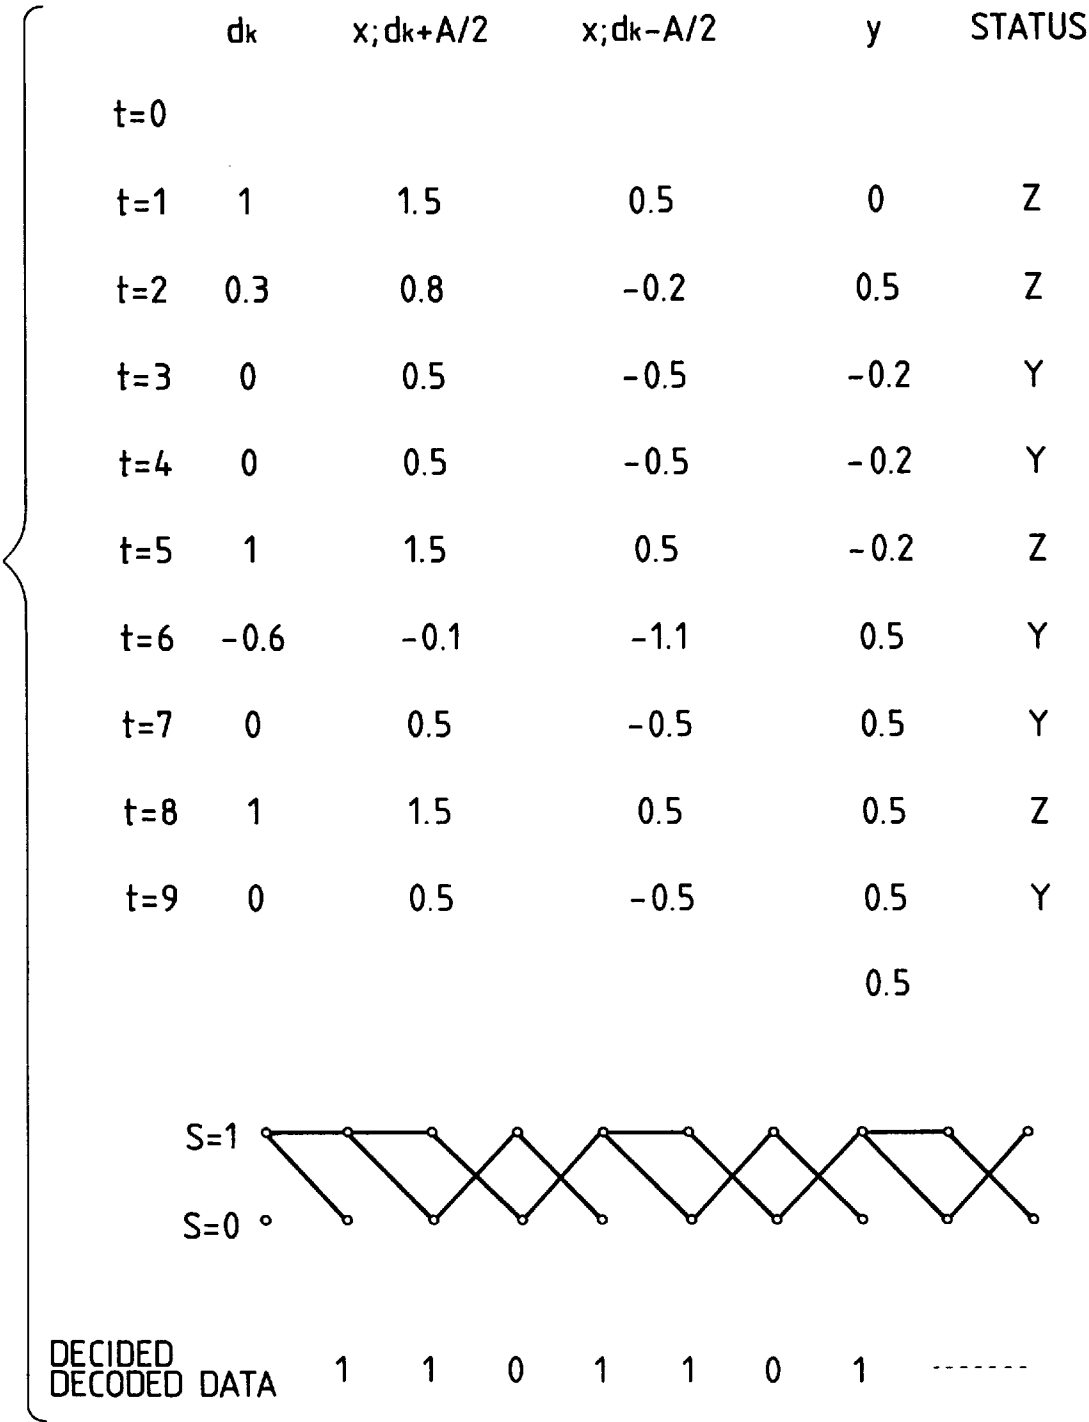 dk x;dk+A/2 x;dk-A/2 y STATUS
t=0
t=1 1 1.5 0.5 0 Z
t=2 0.3 0.8 -0.2 0.5 Z
t=3 0 0.5 -0.5 -0.2 Y
t=4 0 0.5 -0.5 -0.2 Y
t=5 1 1.5 0.5 -0.2 Z
t=6 -0.6 -0.1 -1.1 0.5 Y
t=7 0 0.5 -0.5 0.5 Y
t=8 1 1.5 0.5 0.5 Z
t=9 0 0.5 -0.5 0.5 Y
0.5
S=1
S=0
DECIDED
DECODED DATA 1 1 0 1 1 0 1 -------